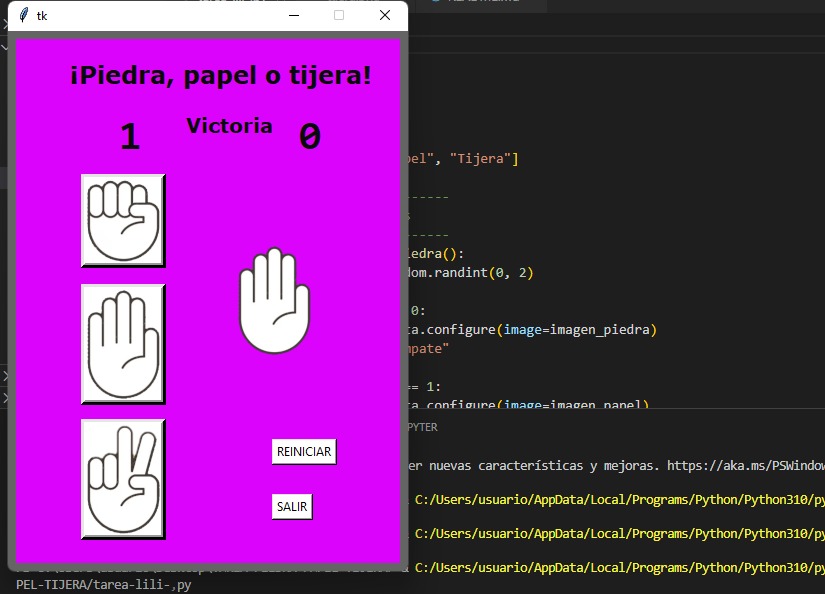 tk
¡Piedra, papel o tijera!
1
Victoria
0
REINICIAR
SALIR
pel", "Tijera"]
------
------
iedra():
dom.randint(0, 2)
0:
ta.configure(image=imagen_piedra)
mpate"
== 1:
ta.configure(image=imagen_papel)
PYTER
er nuevas características y mejoras. https://aka.ms/PSWindow
C:/Users/usuario/AppData/Local/Programs/Python/Python310/py
C:/Users/usuario/AppData/Local/Programs/Python/Python310/py
& C:/Users/usuario/AppData/Local/Programs/Python/Python310/py
PEL-TIJERA/tarea-lili-,py